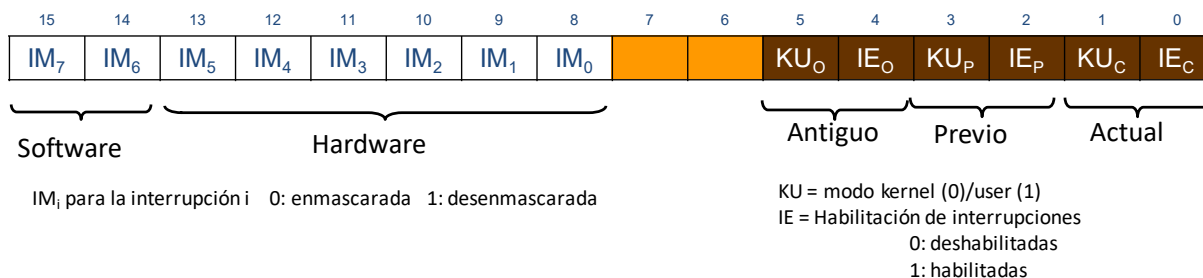 15 14 13 12 11 10 9 8 7 6 5 4 3 2 1 0
IM7 IM6 IM5 IM4 IM3 IM2 IM1 IM0 KUO IEO KUP IEP KUC IEC
Software Hardware Antiguo Previo Actual
IMi para la interrupción i 0: enmascarada 1: desenmascarada
KU = modo kernel (0)/user (1)
IE = Habilitación de interrupciones
0: deshabilitadas
1: habilitadas